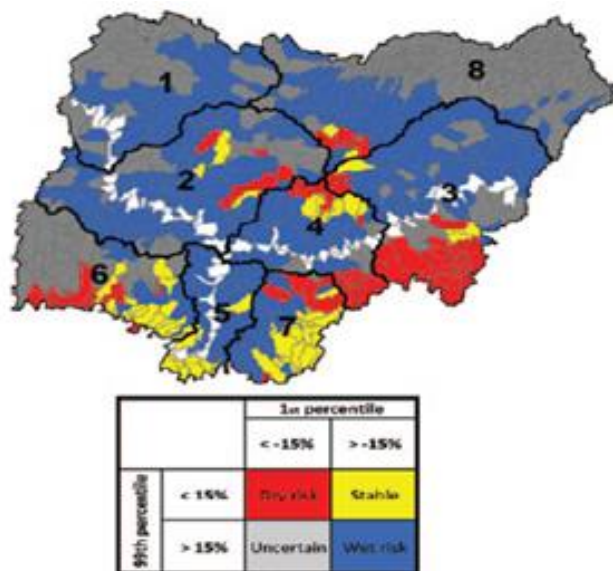 1
8
2
3
4
6
5
7
1st percentile
< -15% > -15%
99th percentile
< 15% Dry risk Stable
> 15% Uncertain Wet risk